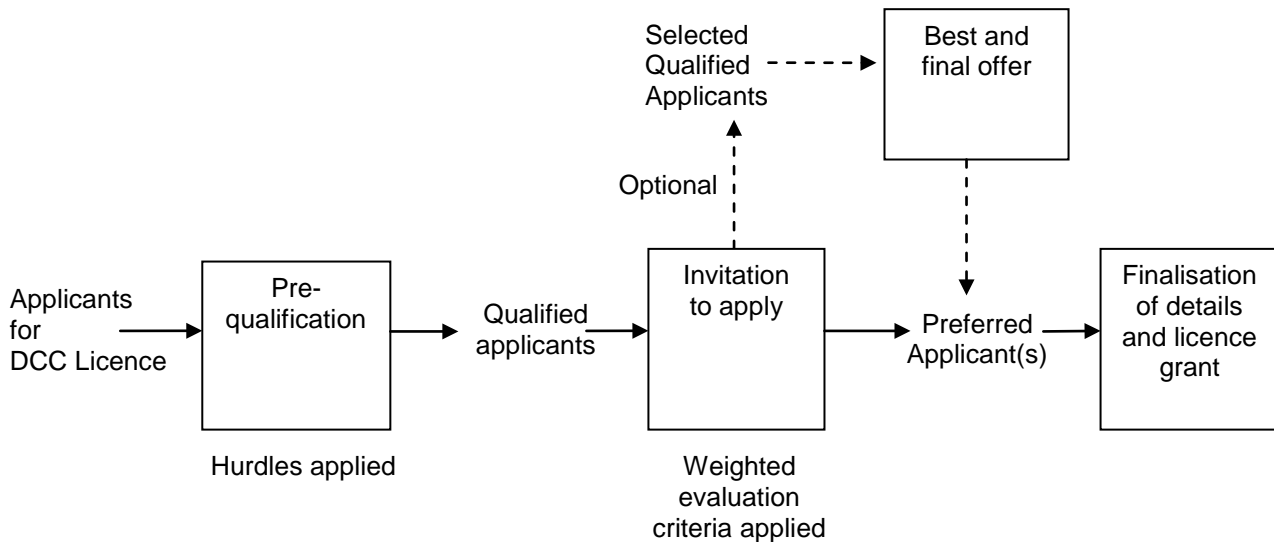 Selected
Qualified
Applicants
Best and
final offer
Optional
Applicants
for
DCC Licence
Pre-
qualification
Hurdles applied
Qualified
applicants
Invitation
to apply
Weighted
evaluation
criteria applied
Preferred
Applicant(s)
Finalisation
of details
and licence
grant